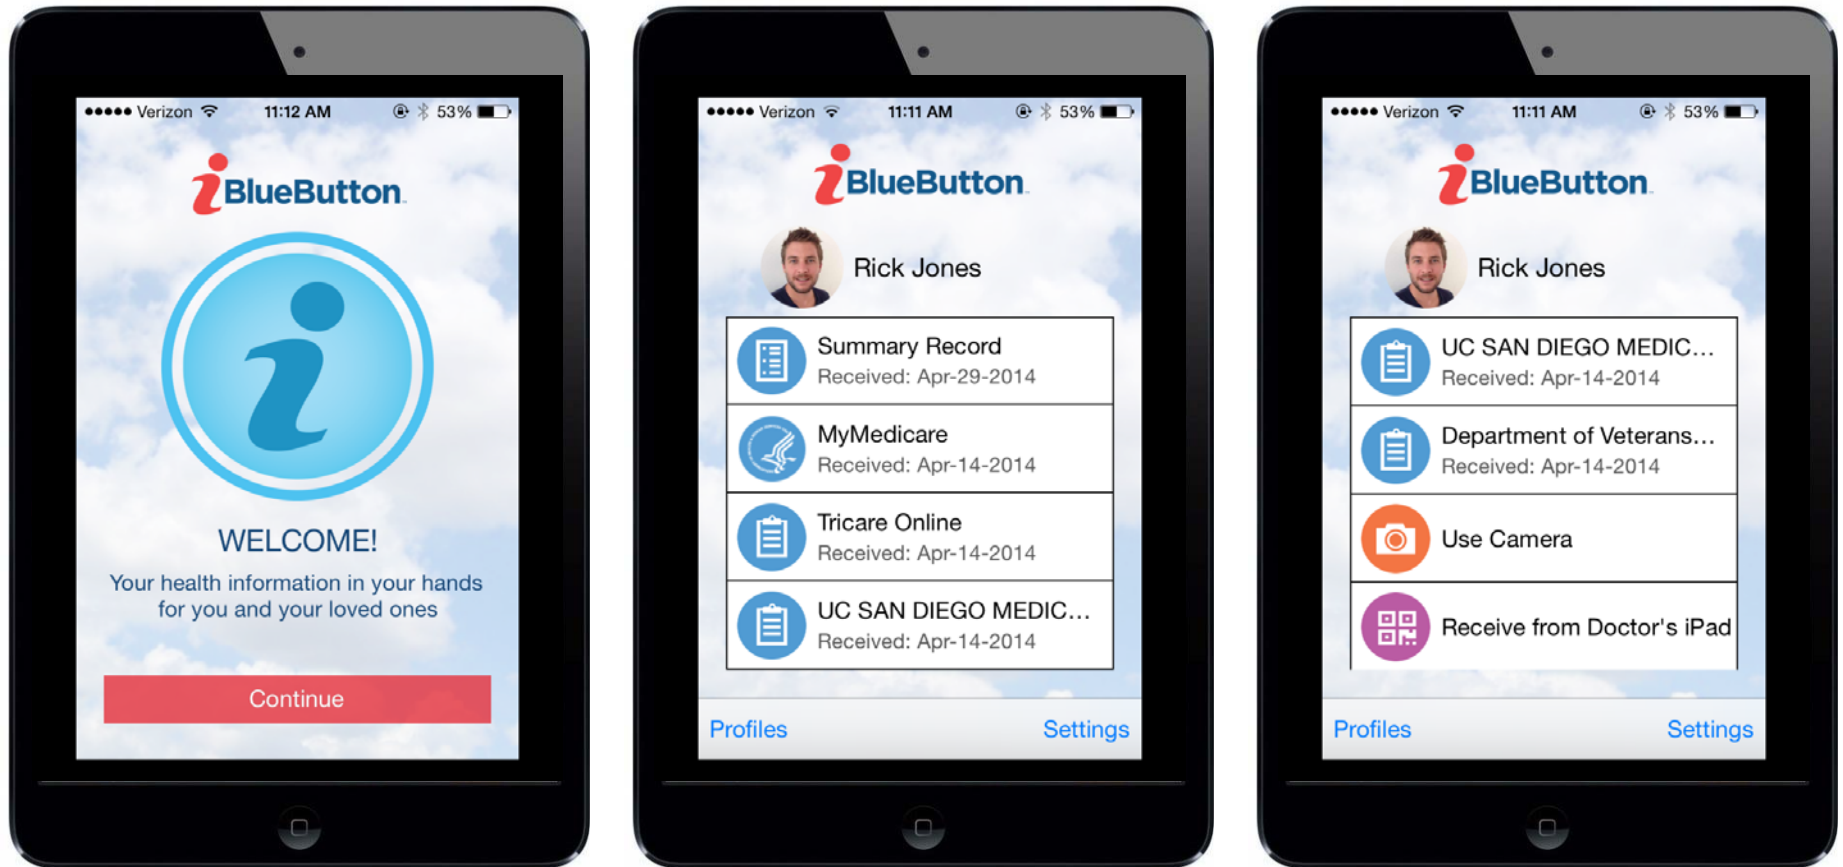 Verizon 11:12 AM 53%
iBlueButton™
WELCOME!
Your health information in your hands
for you and your loved ones
Continue
Verizon 11:11 AM 53%
iBlueButton™
Rick Jones
Summary Record
Received: Apr-29-2014
MyMedicare
Received: Apr-14-2014
Tricare Online
Received: Apr-14-2014
UC SAN DIEGO MEDIC...
Received: Apr-14-2014
Profiles Settings
Verizon 11:11 AM 53%
iBlueButton™
Rick Jones
UC SAN DIEGO MEDIC...
Received: Apr-14-2014
Department of Veterans...
Received: Apr-14-2014
Use Camera
Receive from Doctor's iPad
Profiles Settings